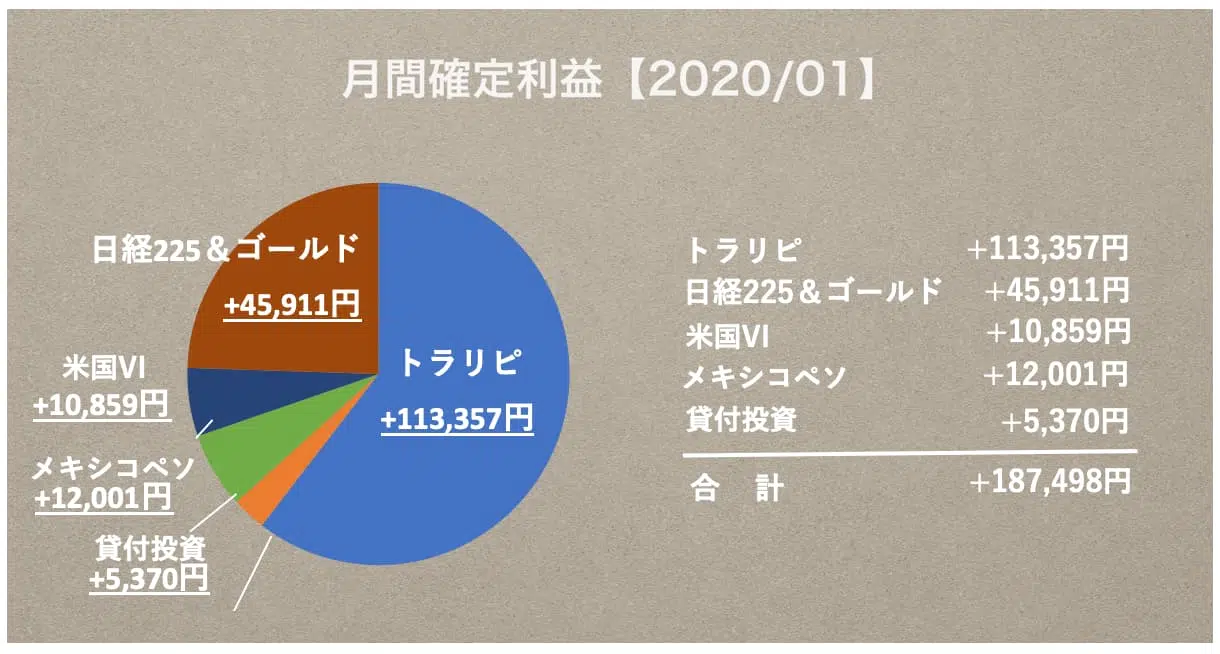 月間確定利益【2020/01】
日経225＆ゴールド
+45,911円
米国VI
+10,859円
メキシコペソ
+12,001円
貸付投資
+5,370円
トラリピ
+113,357円
トラリピ +113,357円
日経225＆ゴールド +45,911円
米国VI +10,859円
メキシコペソ +12,001円
貸付投資 +5,370円
合 計 +187,498円